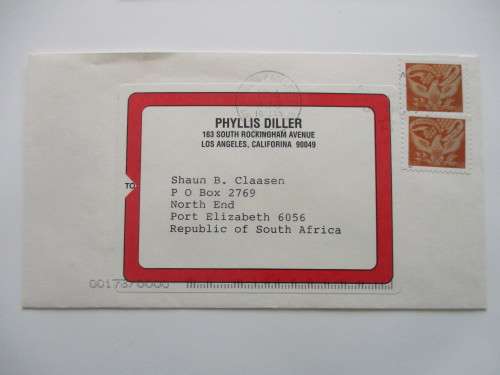 PHYLLIS DILLER
163 SOUTH ROCKINGHAM AVENUE
LOS ANGELES, CALIFORINA 90049
TO:
Shaun B. Claasen
P O Box 2769
North End
Port Elizabeth 6056
Republic of South Africa